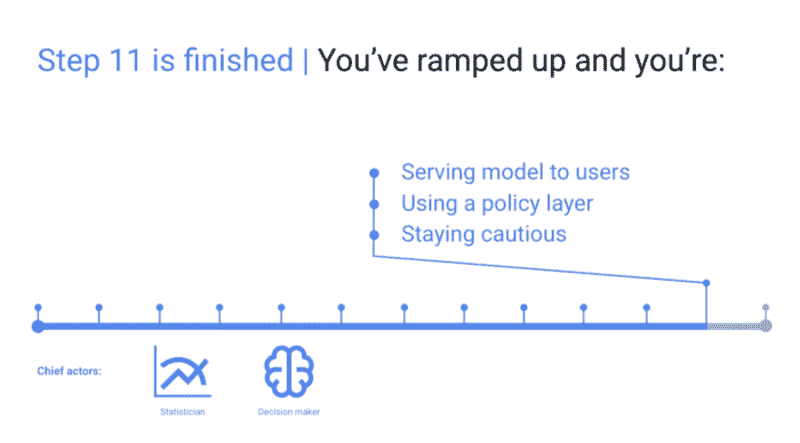 Step 11 is finished | You’ve ramped up and you’re:
Serving model to users
Using a policy layer
Staying cautious
Chief actors:
Statistician
Decision maker